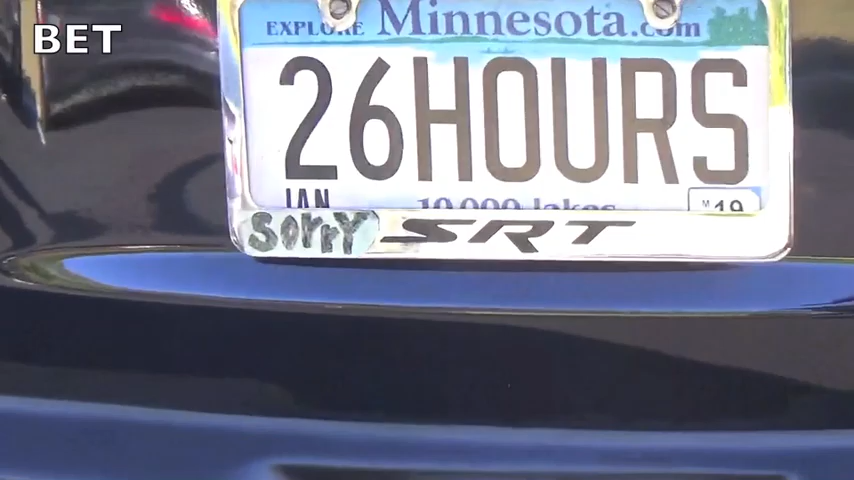 BET
EXPLORE Minnesota.com
26HOURS
JAN 10,000 lakes M 19
sorry SRT